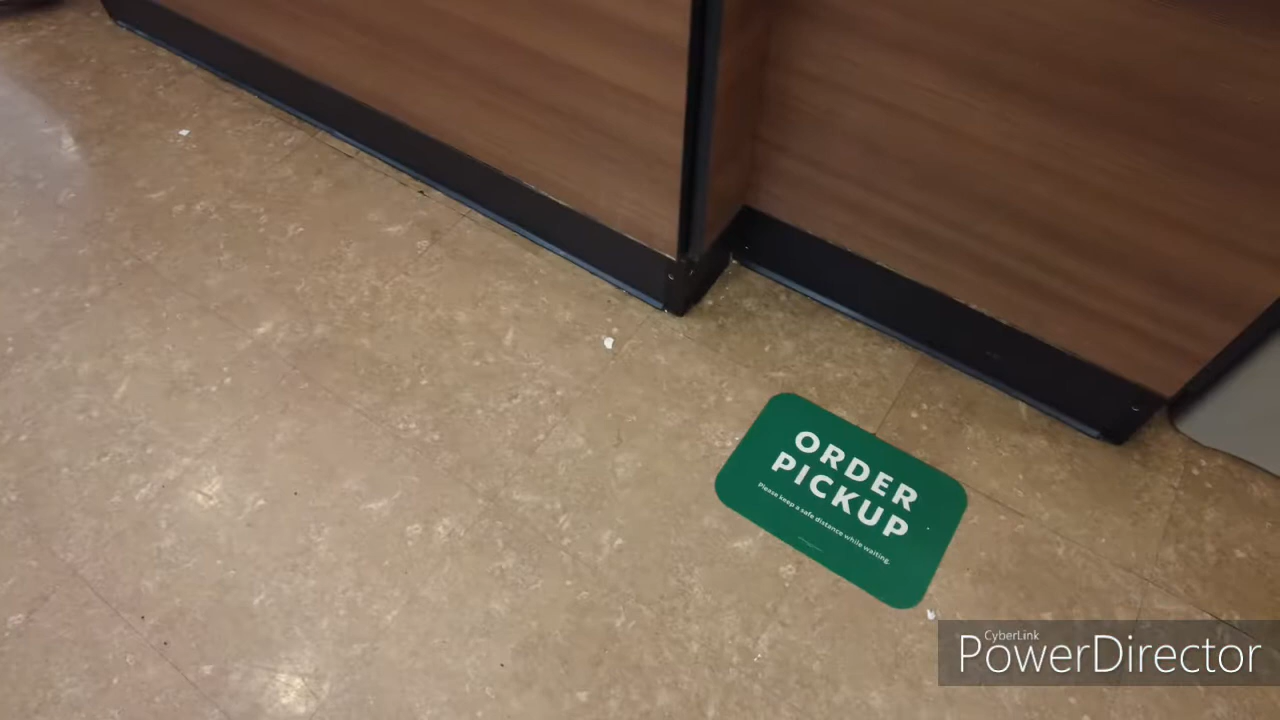 ORDER
PICKUP
Please keep a safe distance while waiting.
CyberLink
PowerDirector